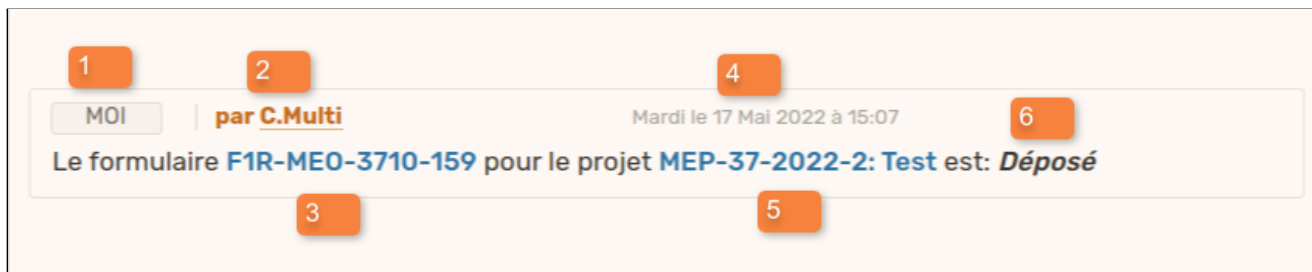 1 2 4
MOI par C.Multi Mardi le 17 Mai 2022 à 15:07 6
Le formulaire F1R-MEO-3710-159 pour le projet MEP-37-2022-2: Test est: Déposé
3 5